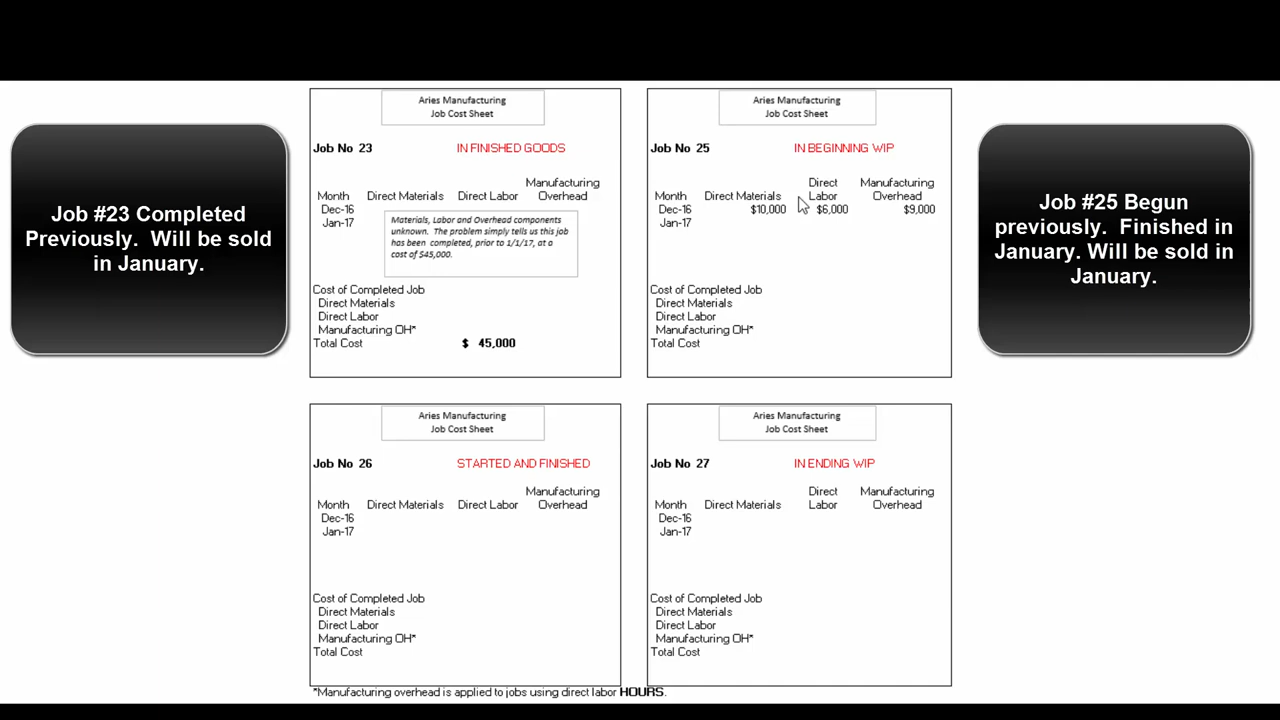 Job #23 Completed
Previously. Will be sold
in January.
Aries Manufacturing
Job Cost Sheet
Job No 23 IN FINISHED GOODS
Manufacturing
Month Direct Materials Direct Labor Overhead
Dec-16
Jan-17
Materials, Labor and Overhead components
unknown. The problem simply tells us this job
has been completed, prior to 1/1/17, at a
cost of $45,000.
Cost of Completed Job
Direct Materials
Direct Labor
Manufacturing OH*
Total Cost $ 45,000
Aries Manufacturing
Job Cost Sheet
Job No 25 IN BEGINNING WIP
Direct Manufacturing
Month Direct Materials Labor Overhead
Dec-16 $10,000 $6,000 $9,000
Jan-17
Cost of Completed Job
Direct Materials
Direct Labor
Manufacturing OH*
Total Cost
Job #25 Begun
previously. Finished in
January. Will be sold in
January.
Aries Manufacturing
Job Cost Sheet
Job No 26 STARTED AND FINISHED
Manufacturing
Month Direct Materials Direct Labor Overhead
Dec-16
Jan-17
Cost of Completed Job
Direct Materials
Direct Labor
Manufacturing OH*
Total Cost
Aries Manufacturing
Job Cost Sheet
Job No 27 IN ENDING WIP
Direct Manufacturing
Month Direct Materials Labor Overhead
Dec-16
Jan-17
Cost of Completed Job
Direct Materials
Direct Labor
Manufacturing OH*
Total Cost
*Manufacturing overhead is applied to jobs using direct labor HOURS.